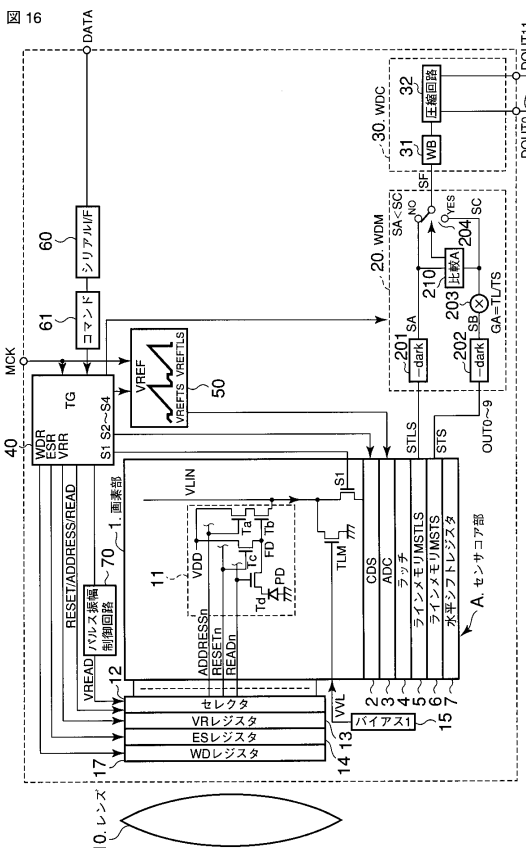 図 16
DATA
DOUT11
DOUT0
60
シリアルI/F
61
コマンド
MCK
40
TG
WDR
ESR
VRR
S1 S2~S4
VREF
VREFTS
VREFTLS
50
30. WDC
32
圧縮回路
31
WB
SF
20. WDM
SA<SC
NO
YES
SC
204
210
比較A
203
GA=TL/TS
SA
SB
201
−dark
202
−dark
STLS
STS
OUT0~9
70
パルス振幅
制御回路
VREAD
RESET/ADDRESS/READ
1. 画素部
VLIN
S1
11
VDD
Ta
Tb
Tc
FD
Td
PD
TLM
ADDRESSn
RESETn
READn
12
セレクタ
VRレジスタ
ESレジスタ
WDレジスタ
13
14
17
VVL
バイアス1
15
CDS
ADC
ラッチ
ラインメモリMSTLS
ラインメモリMSTS
水平シフトレジスタ
2
3
4
5
6
7
A. センサコア部
10. レンズ